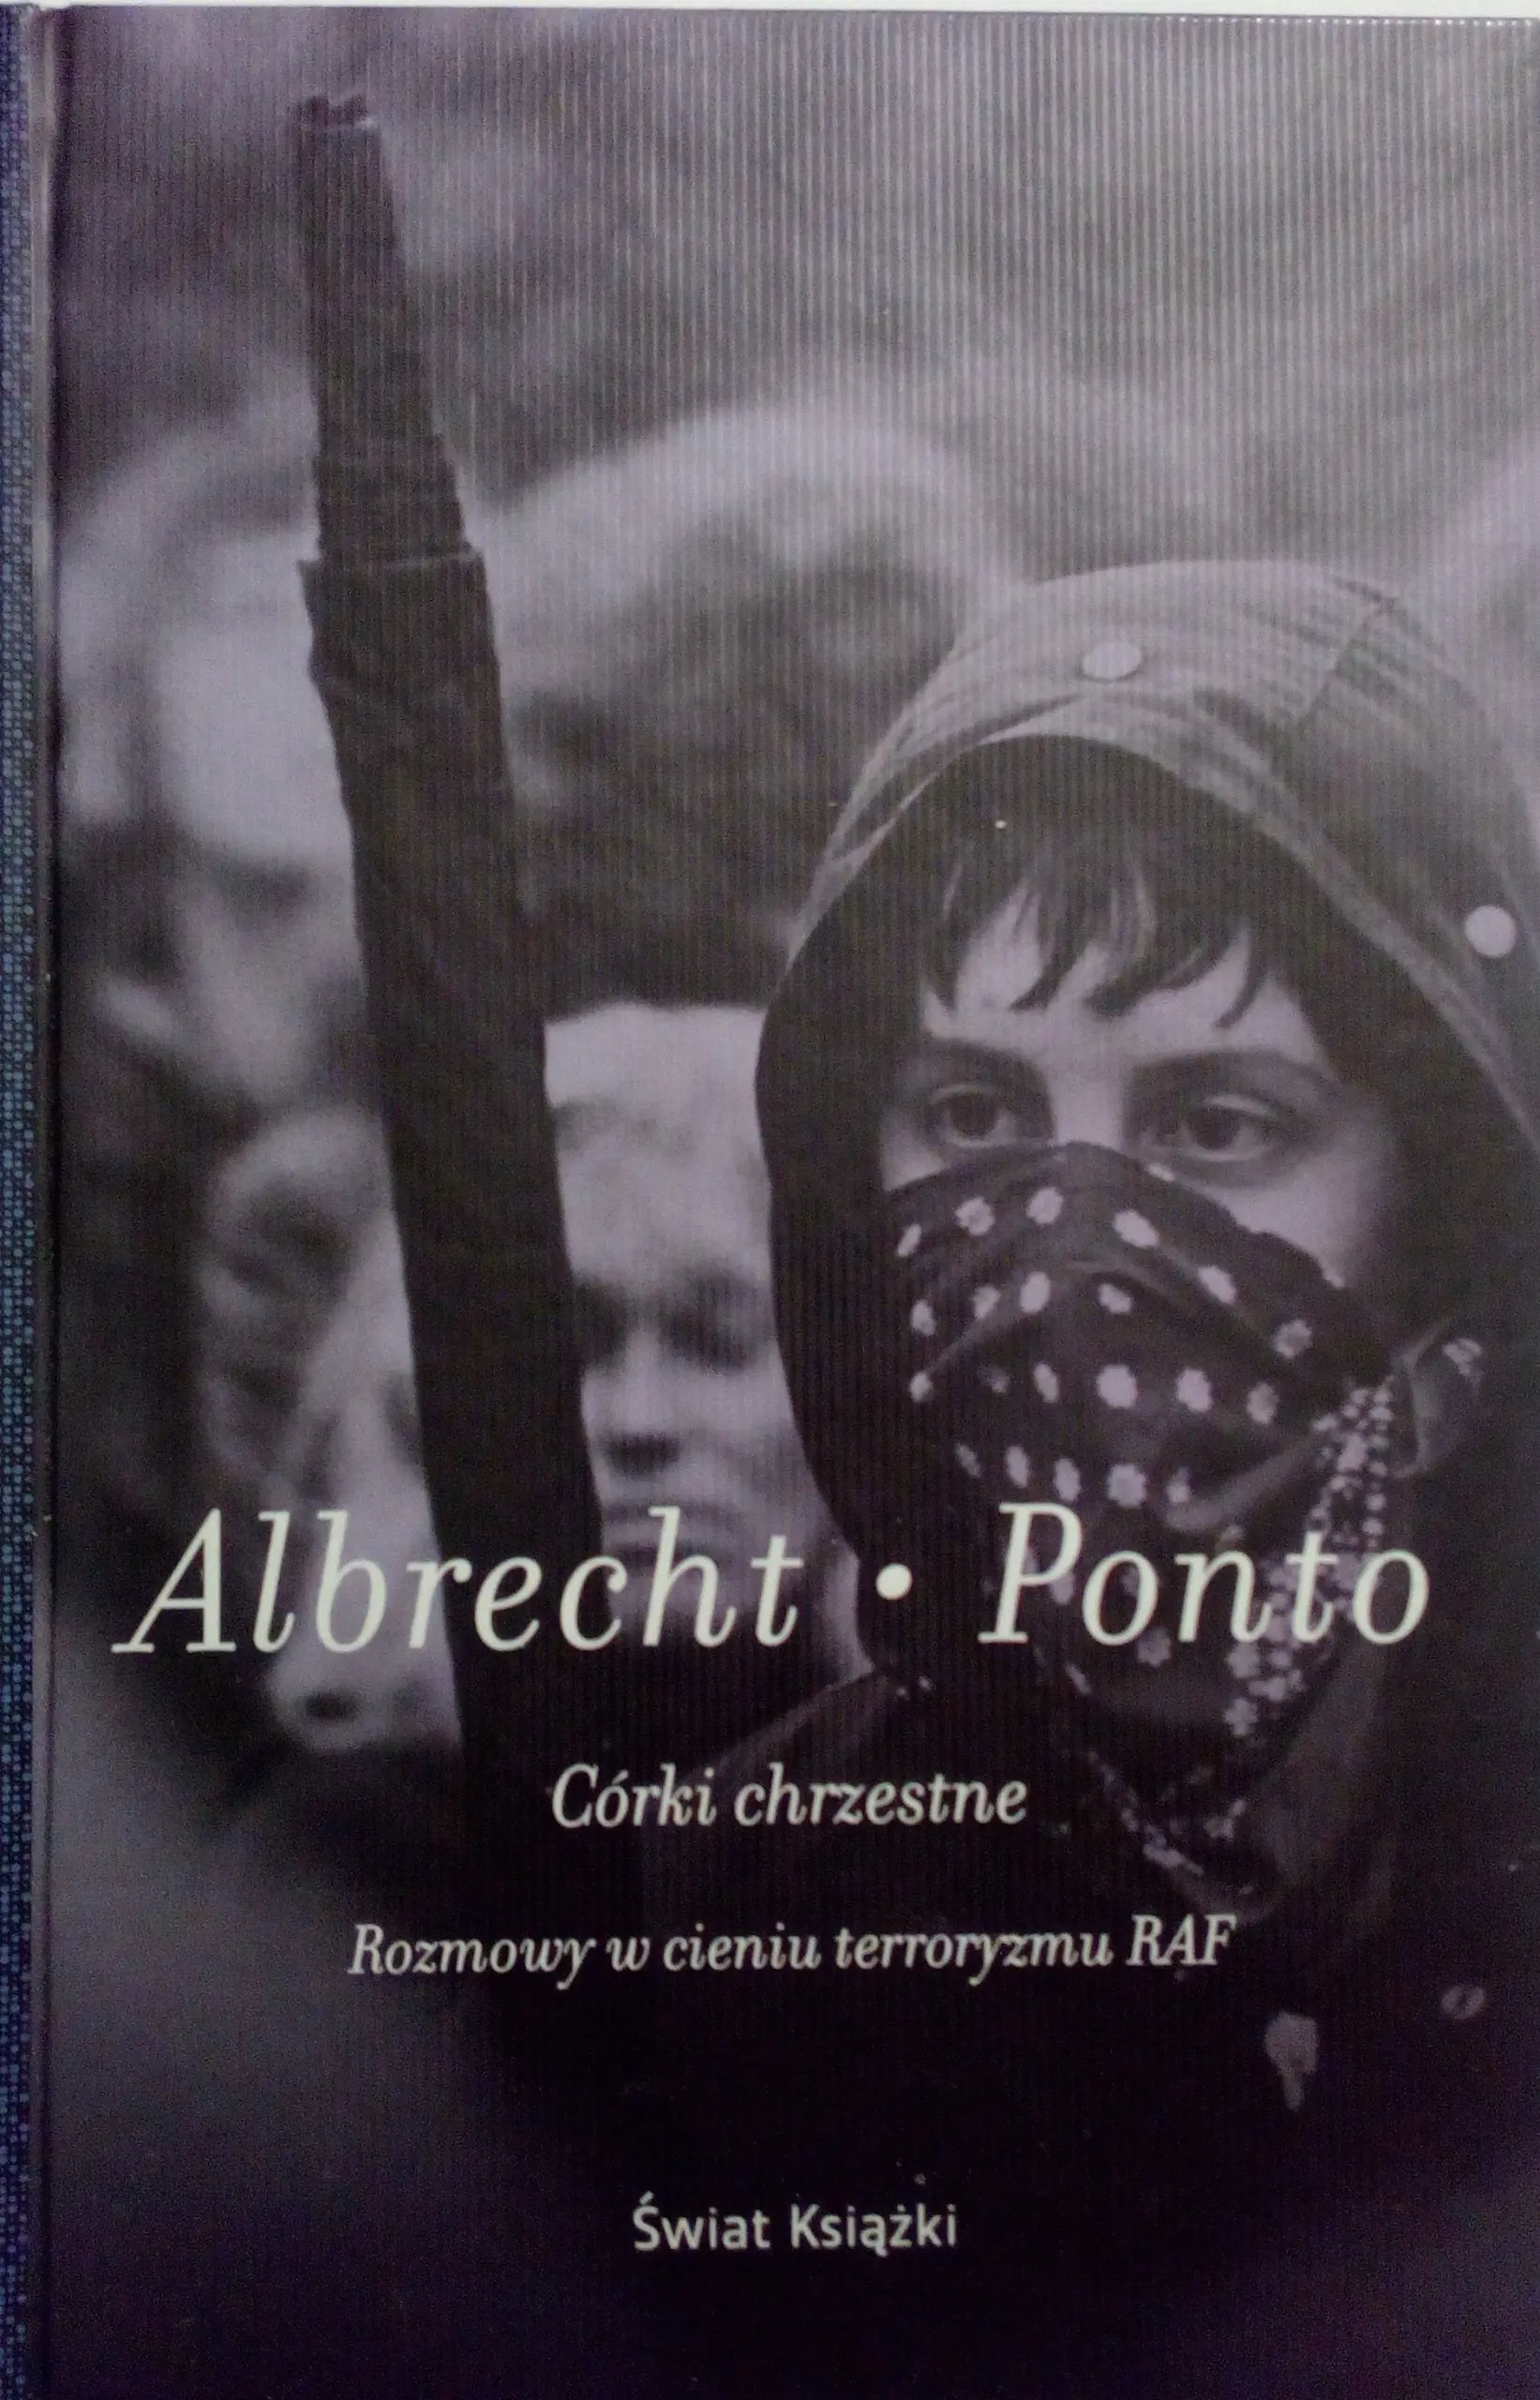 Albrecht • Ponto
Córki chrzestne
Rozmowy w cieniu terroryzmu RAF
Świat Książki